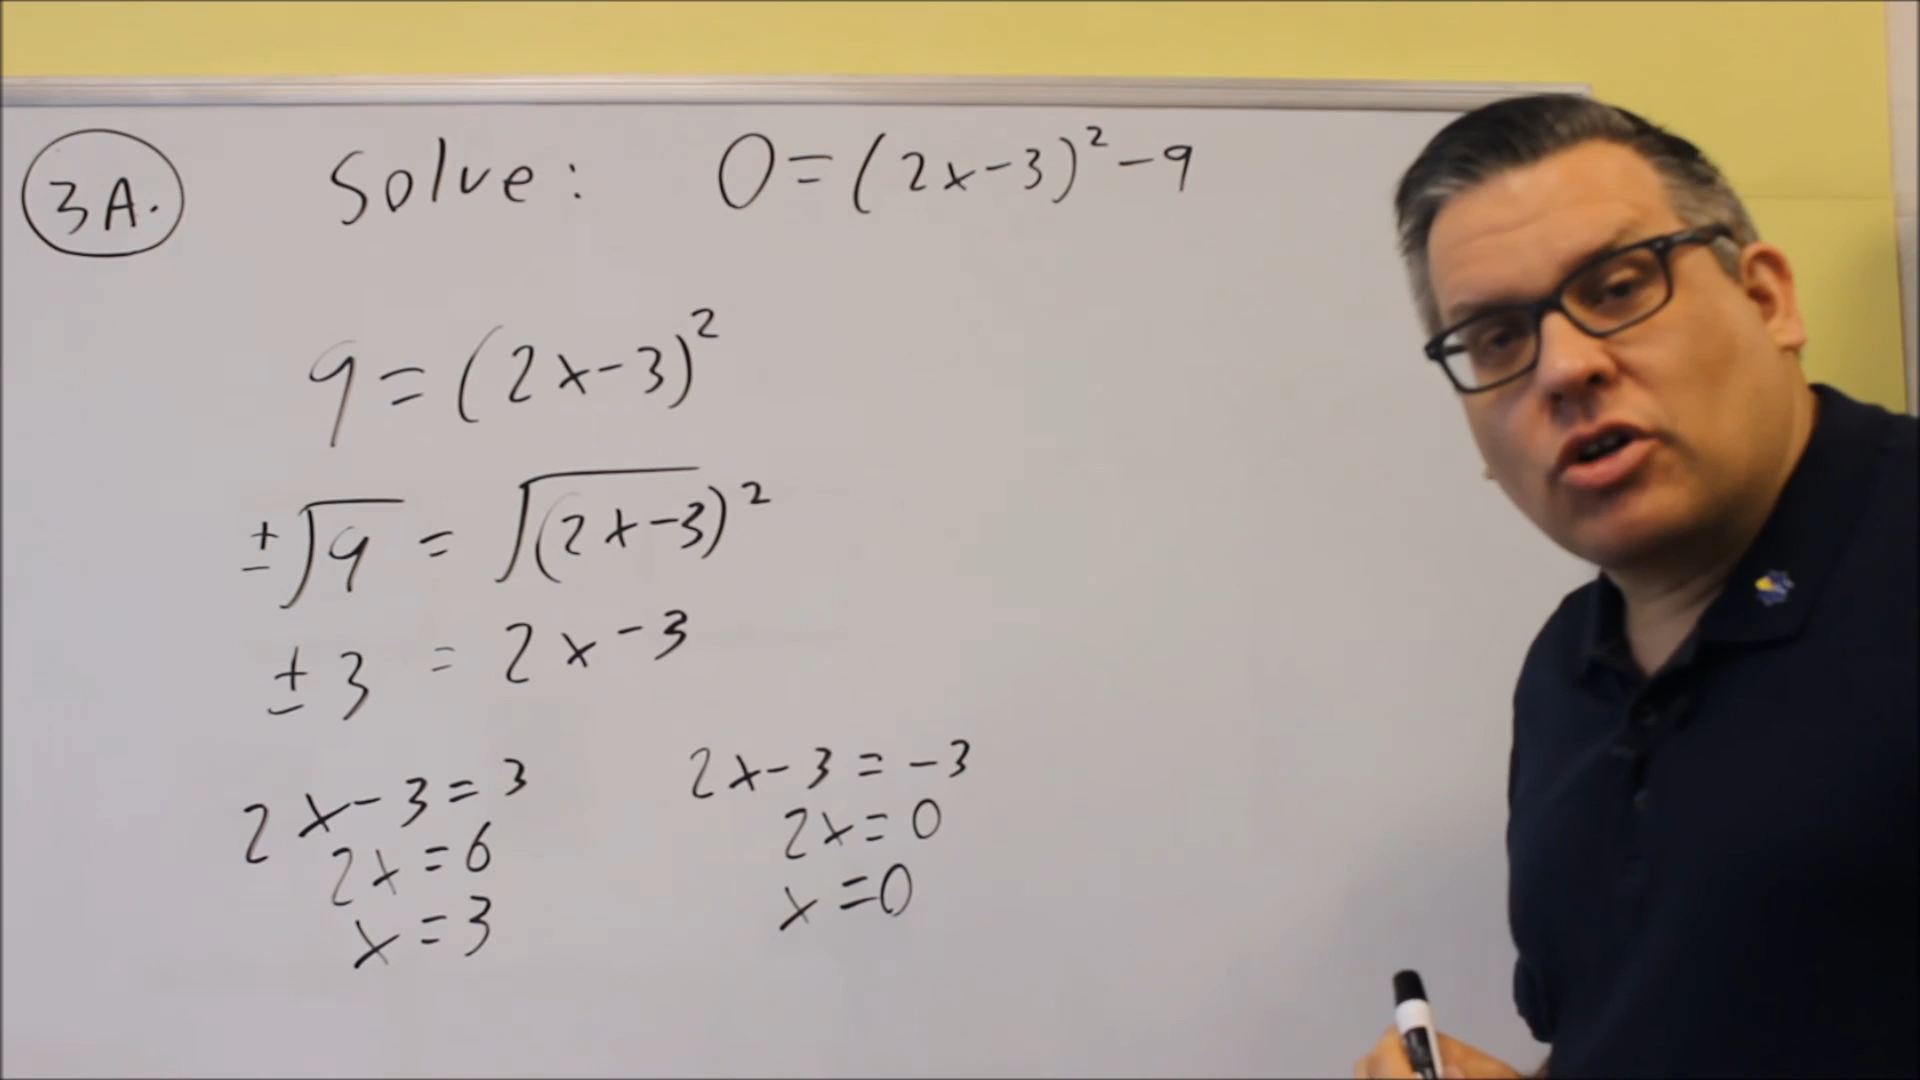 3A. Solve: 0=(2x-3)²-9
9=(2x-3)²
±√9 = √(2x-3)²
±3 = 2x-3
2x-3=3
2x=6
x=3
2x-3=-3
2x=0
x=0